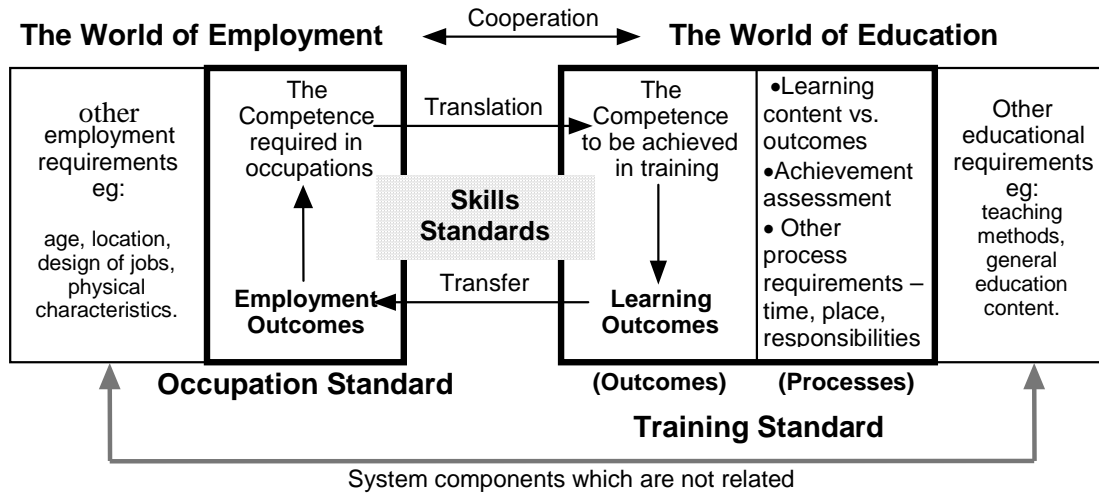 Cooperation
The World of Employment
The World of Education
other
employment
requirements
eg:
age, location,
design of jobs,
physical
characteristics.
The
Competence
required in
occupations
Employment
Outcomes
Translation
Skills
Standards
Transfer
The
Competence
to be achieved
in training
Learning
Outcomes
•Learning
content vs.
outcomes
•Achievement
assessment
• Other
process
requirements –
time, place,
responsibilities
Other
educational
requirements
eg:
teaching
methods,
general
education
content.
Occupation Standard
(Outcomes)
(Processes)
Training Standard
System components which are not related